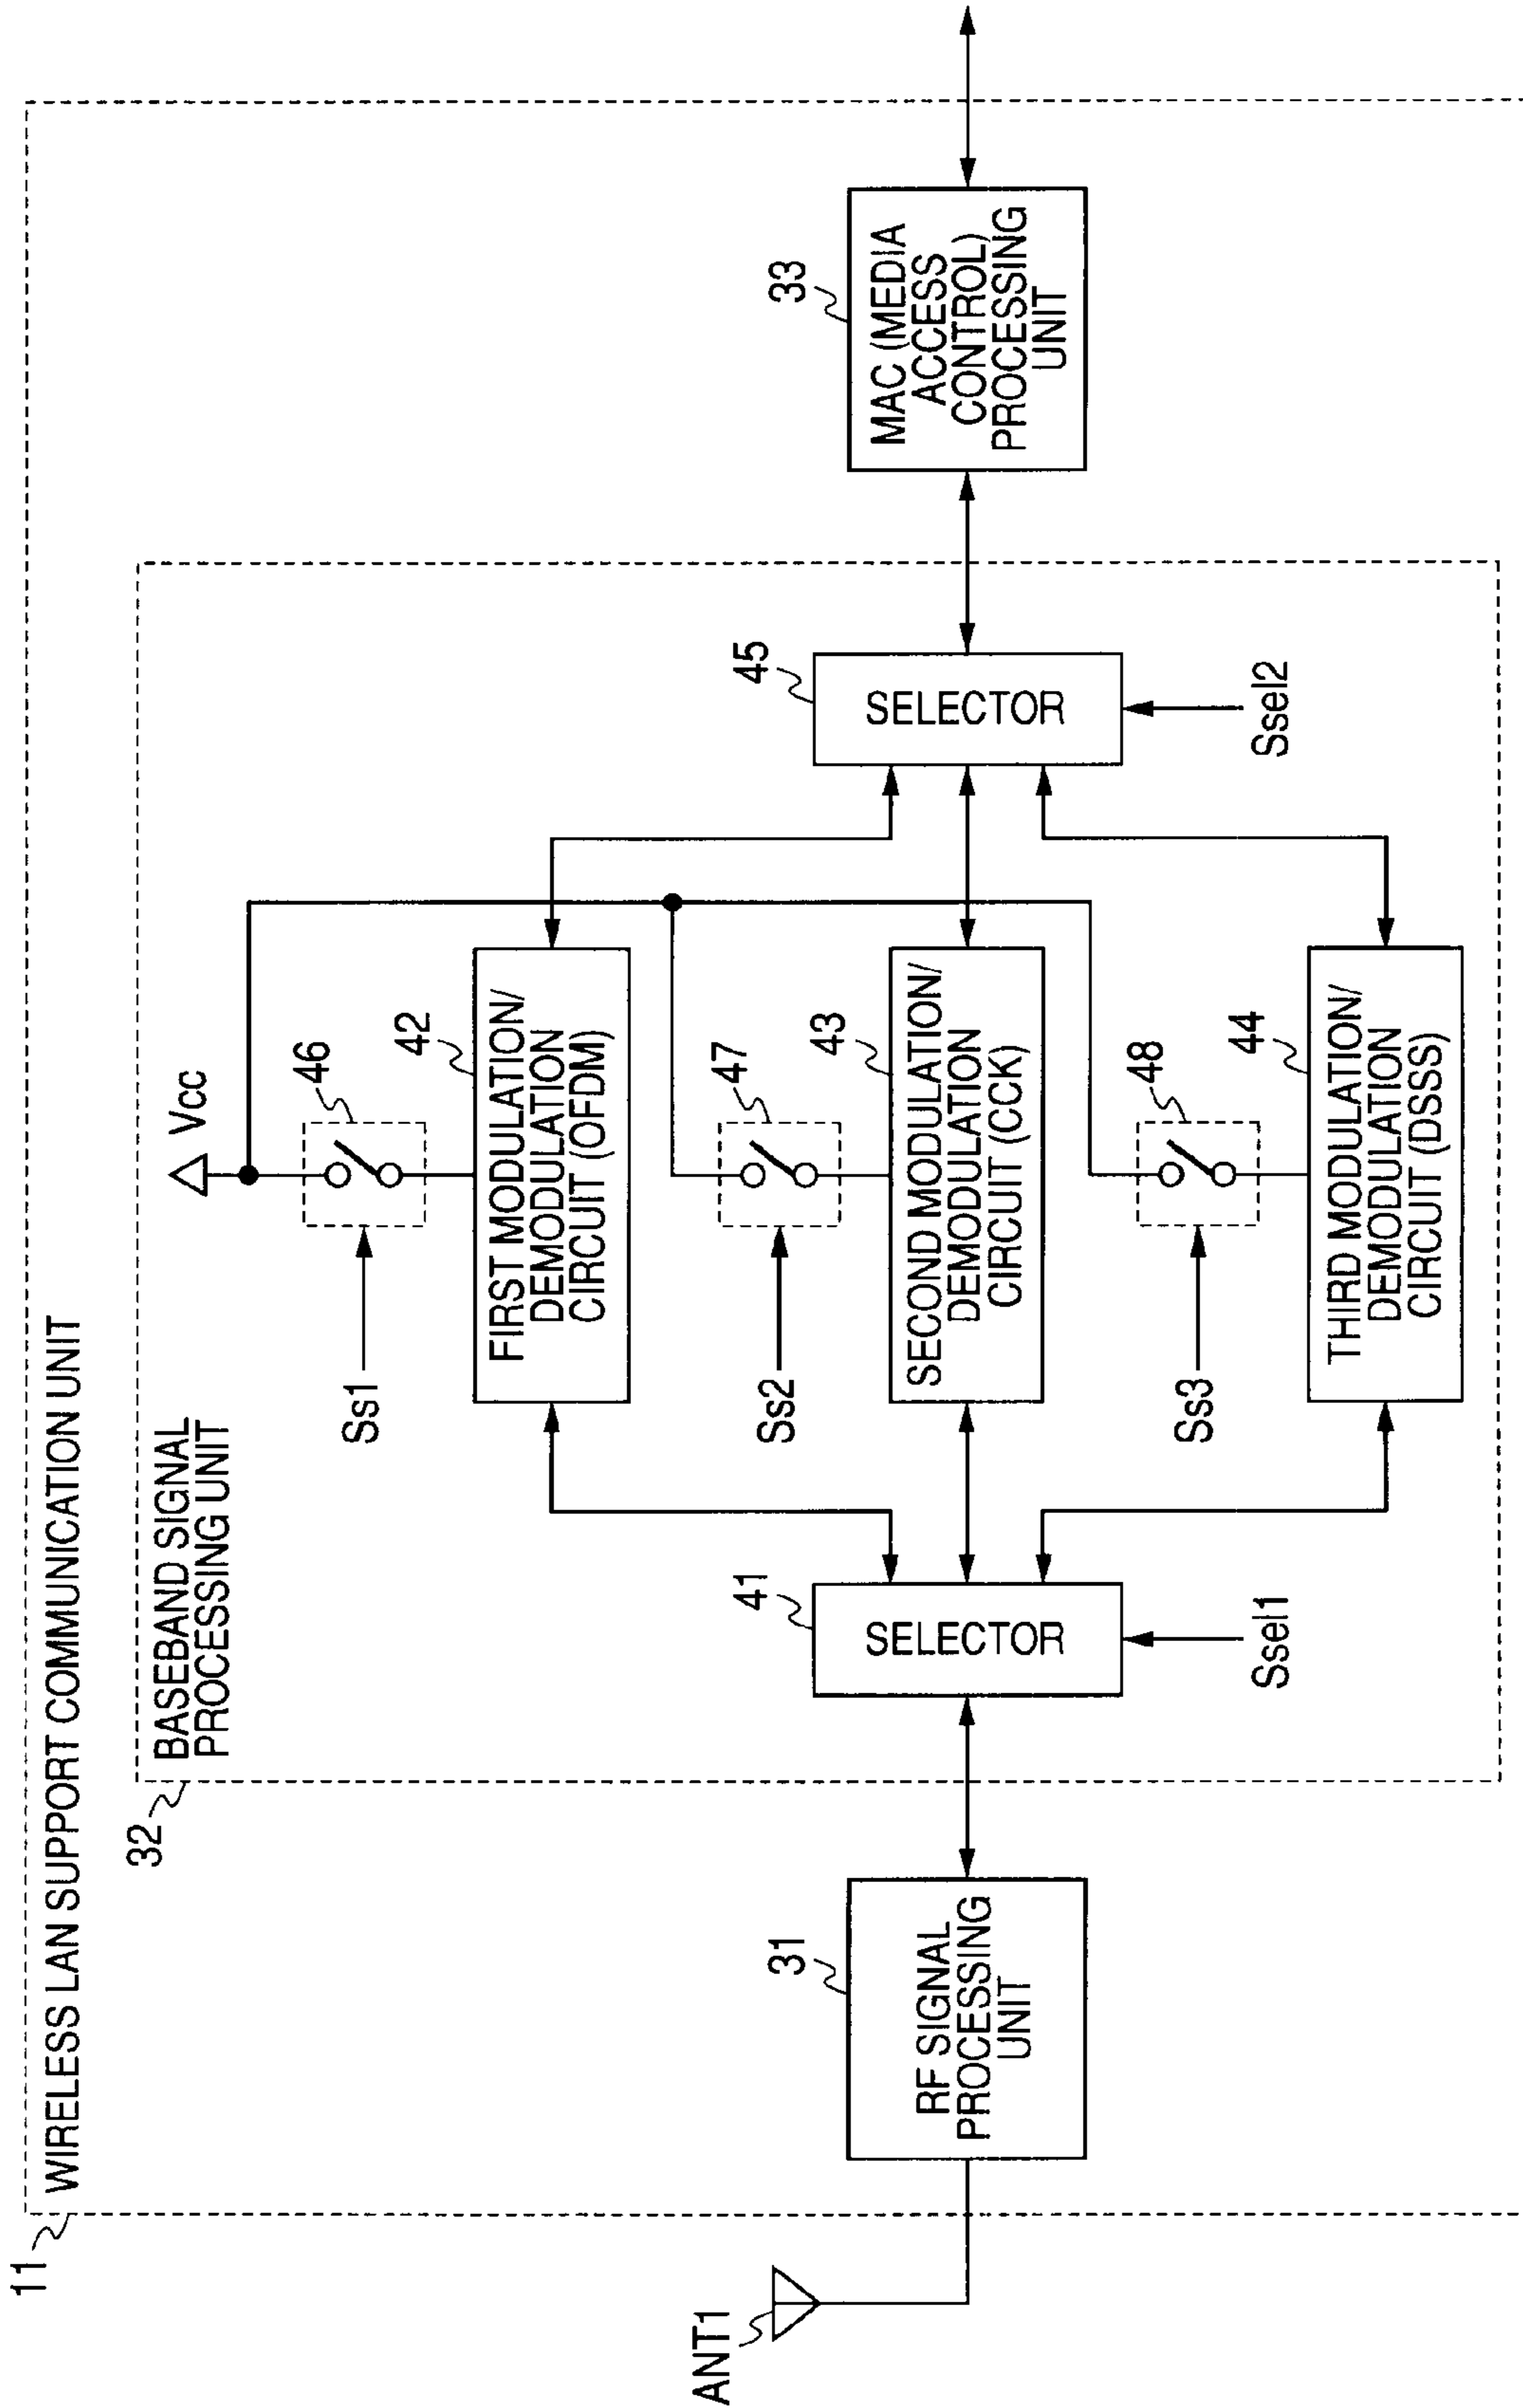 11
WIRELESS LAN SUPPORT COMMUNICATION UNIT
32
BASEBAND SIGNAL
PROCESSING UNIT
Vcc
46
Ss1
42
FIRST MODULATION/
DEMODULATION
CIRCUIT (OFDM)
47
Ss2
43
SECOND MODULATION/
DEMODULATION
CIRCUIT (CCK)
48
Ss3
44
THIRD MODULATION/
DEMODULATION
CIRCUIT (DSSS)
ANT1
31
RF SIGNAL
PROCESSING
UNIT
41
SELECTOR
Ssel1
45
SELECTOR
Ssel2
33
MAC (MEDIA
ACCESS
CONTROL)
PROCESSING
UNIT